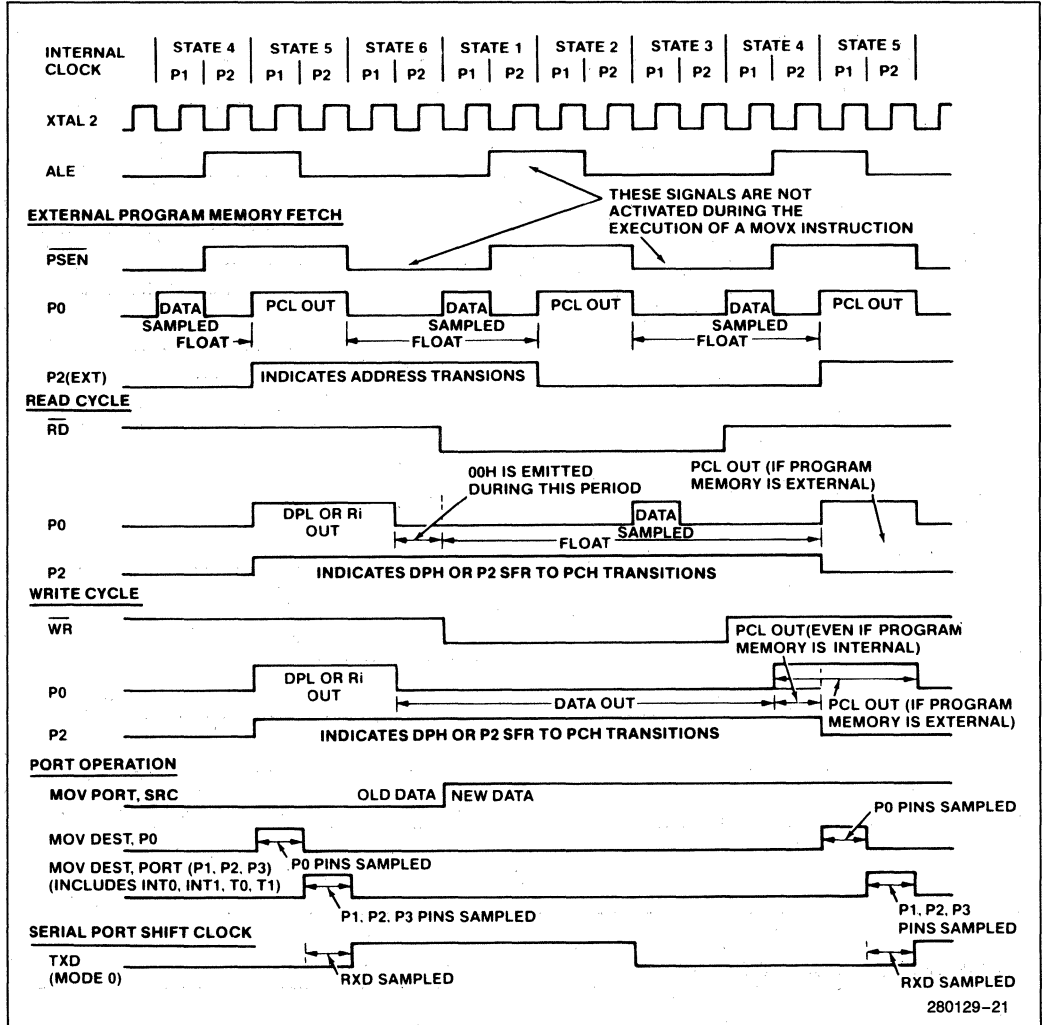 INTERNAL CLOCK
STATE 4 STATE 5 STATE 6 STATE 1 STATE 2 STATE 3 STATE 4 STATE 5
P1 P2 P1 P2 P1 P2 P1 P2 P1 P2 P1 P2 P1 P2 P1 P2
XTAL 2
ALE
THESE SIGNALS ARE NOT
ACTIVATED DURING THE
EXECUTION OF A MOVX INSTRUCTION
EXTERNAL PROGRAM MEMORY FETCH
PSEN
P0 DATA PCL OUT DATA PCL OUT DATA PCL OUT
SAMPLED SAMPLED SAMPLED
FLOAT FLOAT FLOAT
P2(EXT) INDICATES ADDRESS TRANSIONS
READ CYCLE
RD
00H IS EMITTED
DURING THIS PERIOD
PCL OUT (IF PROGRAM
MEMORY IS EXTERNAL)
P0 DPL OR Ri
OUT
DATA
SAMPLED
FLOAT
P2 INDICATES DPH OR P2 SFR TO PCH TRANSITIONS
WRITE CYCLE
WR
PCL OUT(EVEN IF PROGRAM
MEMORY IS INTERNAL)
P0 DPL OR Ri
OUT
DATA OUT
PCL OUT (IF PROGRAM
MEMORY IS EXTERNAL)
P2 INDICATES DPH OR P2 SFR TO PCH TRANSITIONS
PORT OPERATION
MOV PORT, SRC OLD DATA NEW DATA
P0 PINS SAMPLED
MOV DEST, P0
P0 PINS SAMPLED
MOV DEST, PORT (P1, P2, P3)
(INCLUDES INT0, INT1, T0, T1)
P1, P2, P3 PINS SAMPLED
P1, P2, P3
PINS SAMPLED
SERIAL PORT SHIFT CLOCK
TXD
(MODE 0)
RXD SAMPLED
RXD SAMPLED
280129-21